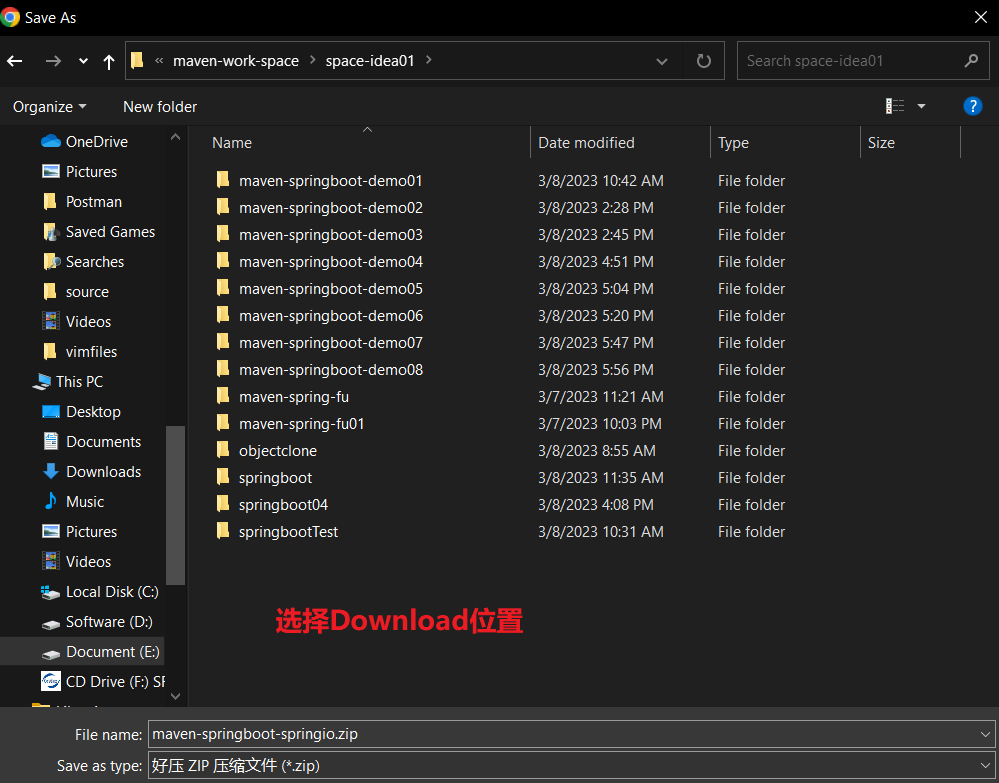 Save As
« maven-work-space > space-idea01 >
Search space-idea01
Organize
New folder
?
OneDrive
Pictures
Postman
Saved Games
Searches
source
Videos
vimfiles
This PC
Desktop
Documents
Downloads
Music
Pictures
Videos
Local Disk (C:)
Software (D:)
Document (E:)
CD Drive (F:) SF
Name Date modified Type Size
maven-springboot-demo01 3/8/2023 10:42 AM File folder
maven-springboot-demo02 3/8/2023 2:28 PM File folder
maven-springboot-demo03 3/8/2023 2:45 PM File folder
maven-springboot-demo04 3/8/2023 4:51 PM File folder
maven-springboot-demo05 3/8/2023 5:04 PM File folder
maven-springboot-demo06 3/8/2023 5:20 PM File folder
maven-springboot-demo07 3/8/2023 5:47 PM File folder
maven-springboot-demo08 3/8/2023 5:56 PM File folder
maven-spring-fu 3/7/2023 11:21 AM File folder
maven-spring-fu01 3/7/2023 10:03 PM File folder
objectclone 3/8/2023 8:55 AM File folder
springboot 3/8/2023 11:35 AM File folder
springboot04 3/8/2023 4:08 PM File folder
springbootTest 3/8/2023 10:31 AM File folder
选择Download位置
File name: maven-springboot-springio.zip
Save as type: 好压 ZIP 压缩文件 (*.zip)